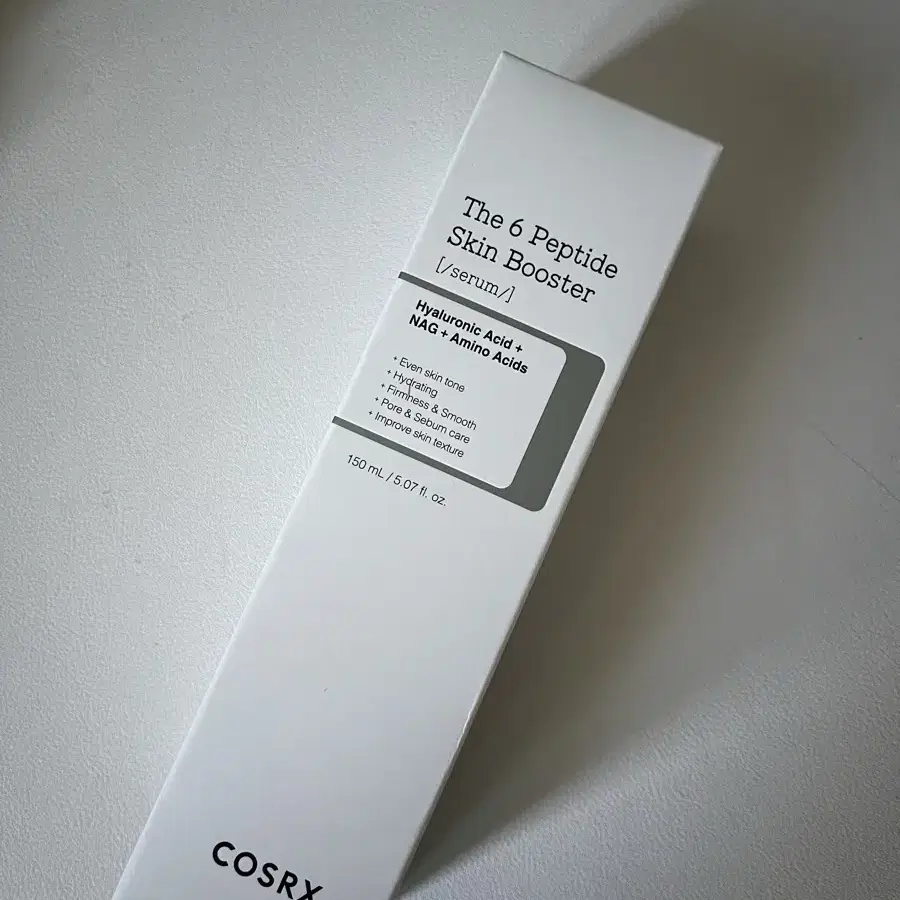 The 6 Peptide
Skin Booster
[/serum/]
Hyaluronic Acid +
NAG + Amino Acids
+ Even skin tone
+ Hydrating
+ Firmness & Smooth
+ Pore & Sebum care
+ Improve skin texture
150 mL / 5.07 fl. oz.
COSRX